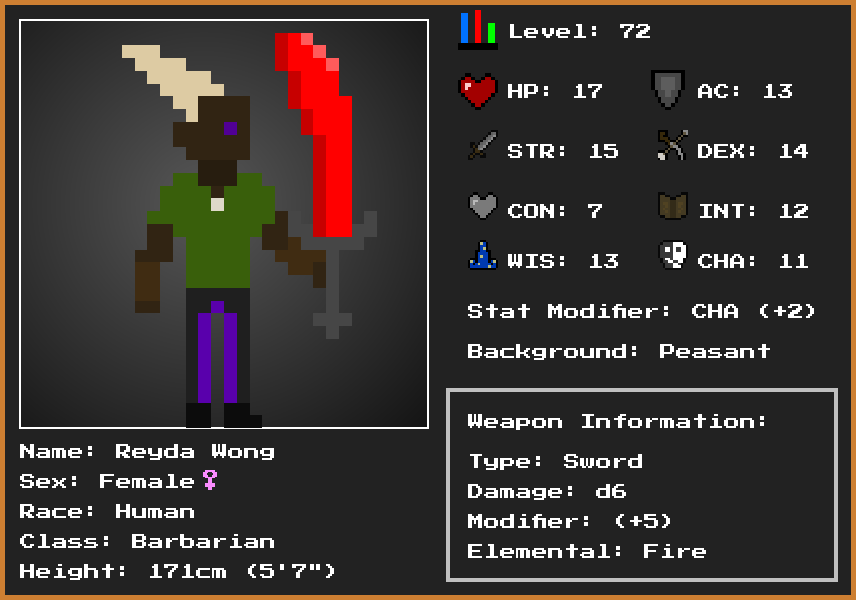 Level: 72
HP: 17
AC: 13
STR: 15
DEX: 14
CON: 7
INT: 12
WIS: 13
CHA: 11
Stat Modifier: CHA (+2)
Background: Peasant
Weapon Information:
Type: Sword
Damage: d6
Modifier: (+5)
Elemental: Fire
Name: Reyda Wong
Sex: Female♀
Race: Human
Class: Barbarian
Height: 171cm (5'7")